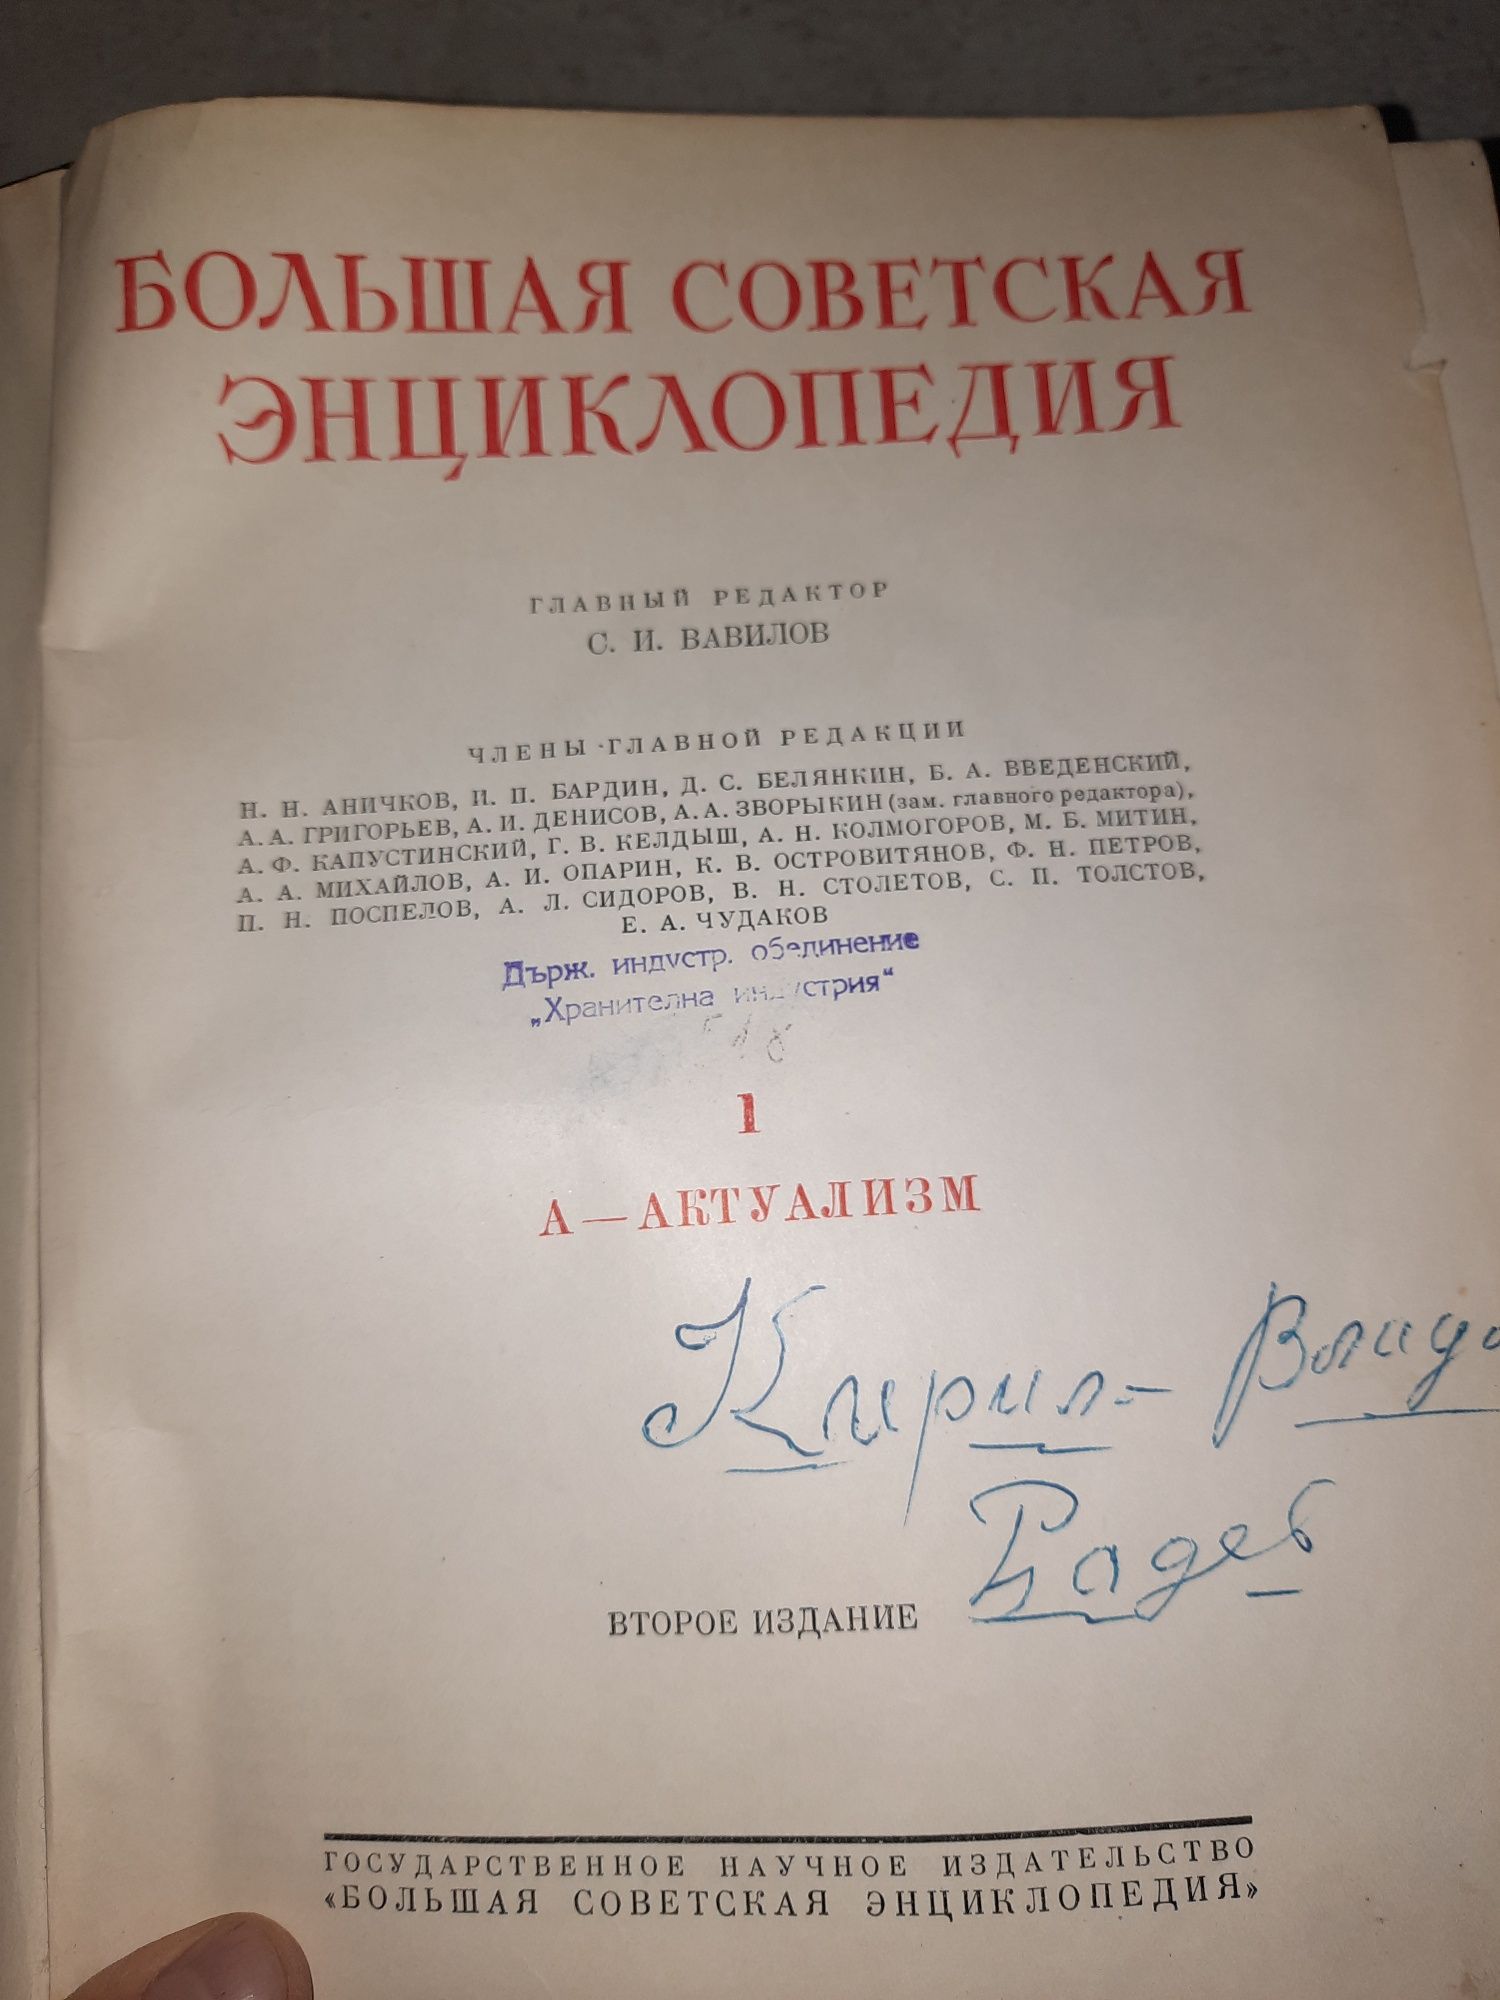 БОЛЬШАЯ СОВЕТСКАЯ
ЭНЦИКЛОПЕДИЯ
ГЛАВНЫЙ РЕДАКТОР
С. И. ВАВИЛОВ
ЧЛЕНЫ ГЛАВНОЙ РЕДАКЦИИ
Н. Н. АНИЧКОВ, И. П. БАРДИН, Д. С. БЕЛЯНКИН, Б. А. ВВЕДЕНСКИЙ,
А. А. ГРИГОРЬЕВ, А. И. ДЕНИСОВ, А. А. ЗВОРЫКИН (зам. главного редактора),
А. Ф. КАПУСТИНСКИЙ, Г. В. КЕЛДЫШ, А. Н. КОЛМОГОРОВ, М. Б. МИТИН,
А. А. МИХАЙЛОВ, А. И. ОПАРИН, К. В. ОСТРОВИТЯНОВ, Ф. Н. ПЕТРОВ,
П. Н. ПОСПЕЛОВ, А. Л. СИДОРОВ, В. Н. СТОЛЕТОВ, С. П. ТОЛСТОВ,
Е. А. ЧУДАКОВ
Държ. индустр. обединение
„Хранителна индустрия“
1
А — АКТУАЛИЗМ
Кирил Владо
ВТОРОЕ ИЗДАНИЕ
ГОСУДАРСТВЕННОЕ НАУЧНОЕ ИЗДАТЕЛЬСТВО
«БОЛЬШАЯ СОВЕТСКАЯ ЭНЦИКЛОПЕДИЯ»